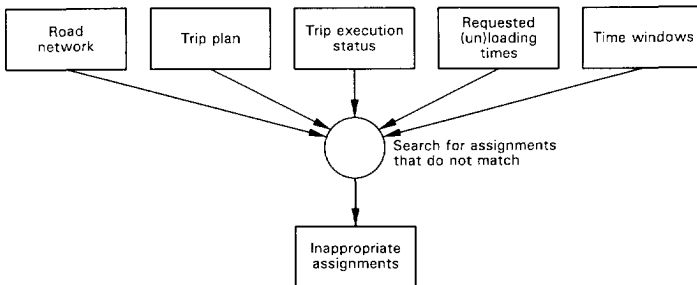 Road
network
Trip plan
Trip execution
status
Requested
(un)loading
times
Time windows
Search for assignments
that do not match
Inappropriate
assignments